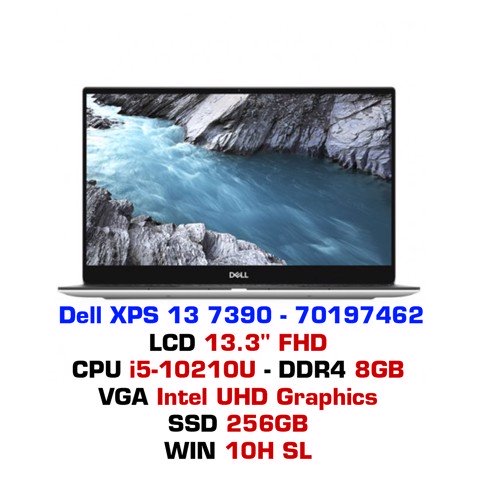 DELL
Dell XPS 13 7390 - 70197462
LCD 13.3" FHD
CPU i5-10210U - DDR4 8GB
VGA Intel UHD Graphics
SSD 256GB
WIN 10H SL